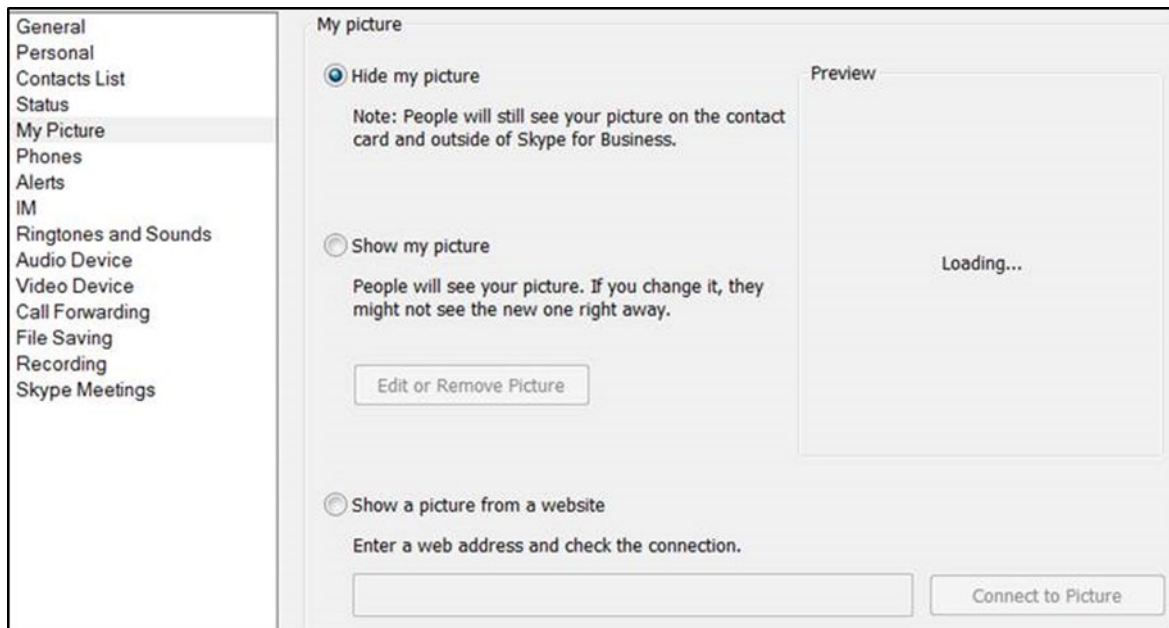 General
Personal
Contacts List
Status
My Picture
Phones
Alerts
IM
Ringtones and Sounds
Audio Device
Video Device
Call Forwarding
File Saving
Recording
Skype Meetings
My picture
Hide my picture
Note: People will still see your picture on the contact
card and outside of Skype for Business.
Show my picture
People will see your picture. If you change it, they
might not see the new one right away.
Edit or Remove Picture
Preview
Loading...
Show a picture from a website
Enter a web address and check the connection.
Connect to Picture